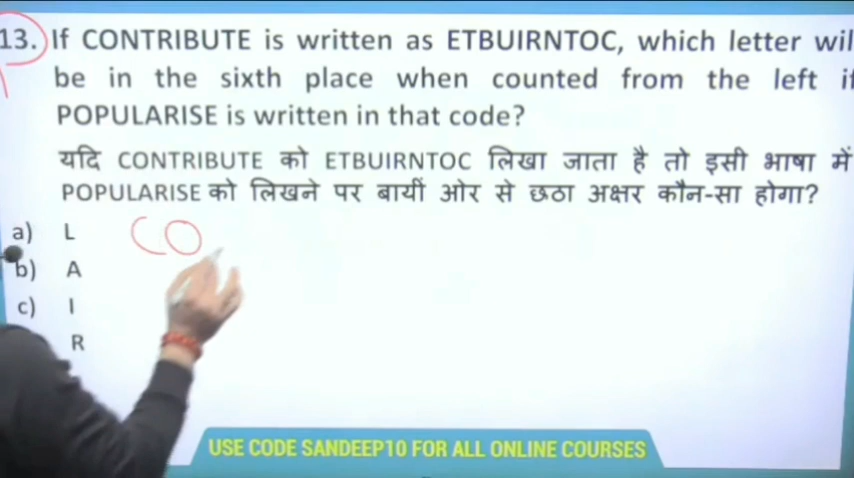 13. If CONTRIBUTE is written as ETBUIRNTOC, which letter wil
be in the sixth place when counted from the left if
POPULARISE is written in that code?
यदि CONTRIBUTE को ETBUIRNTOC लिखा जाता है तो इसी भाषा में
POPULARISE को लिखने पर बायीं ओर से छठा अक्षर कौन-सा होगा?
a) L
CO
b) A
c) I
R
USE CODE SANDEEP10 FOR ALL ONLINE COURSES